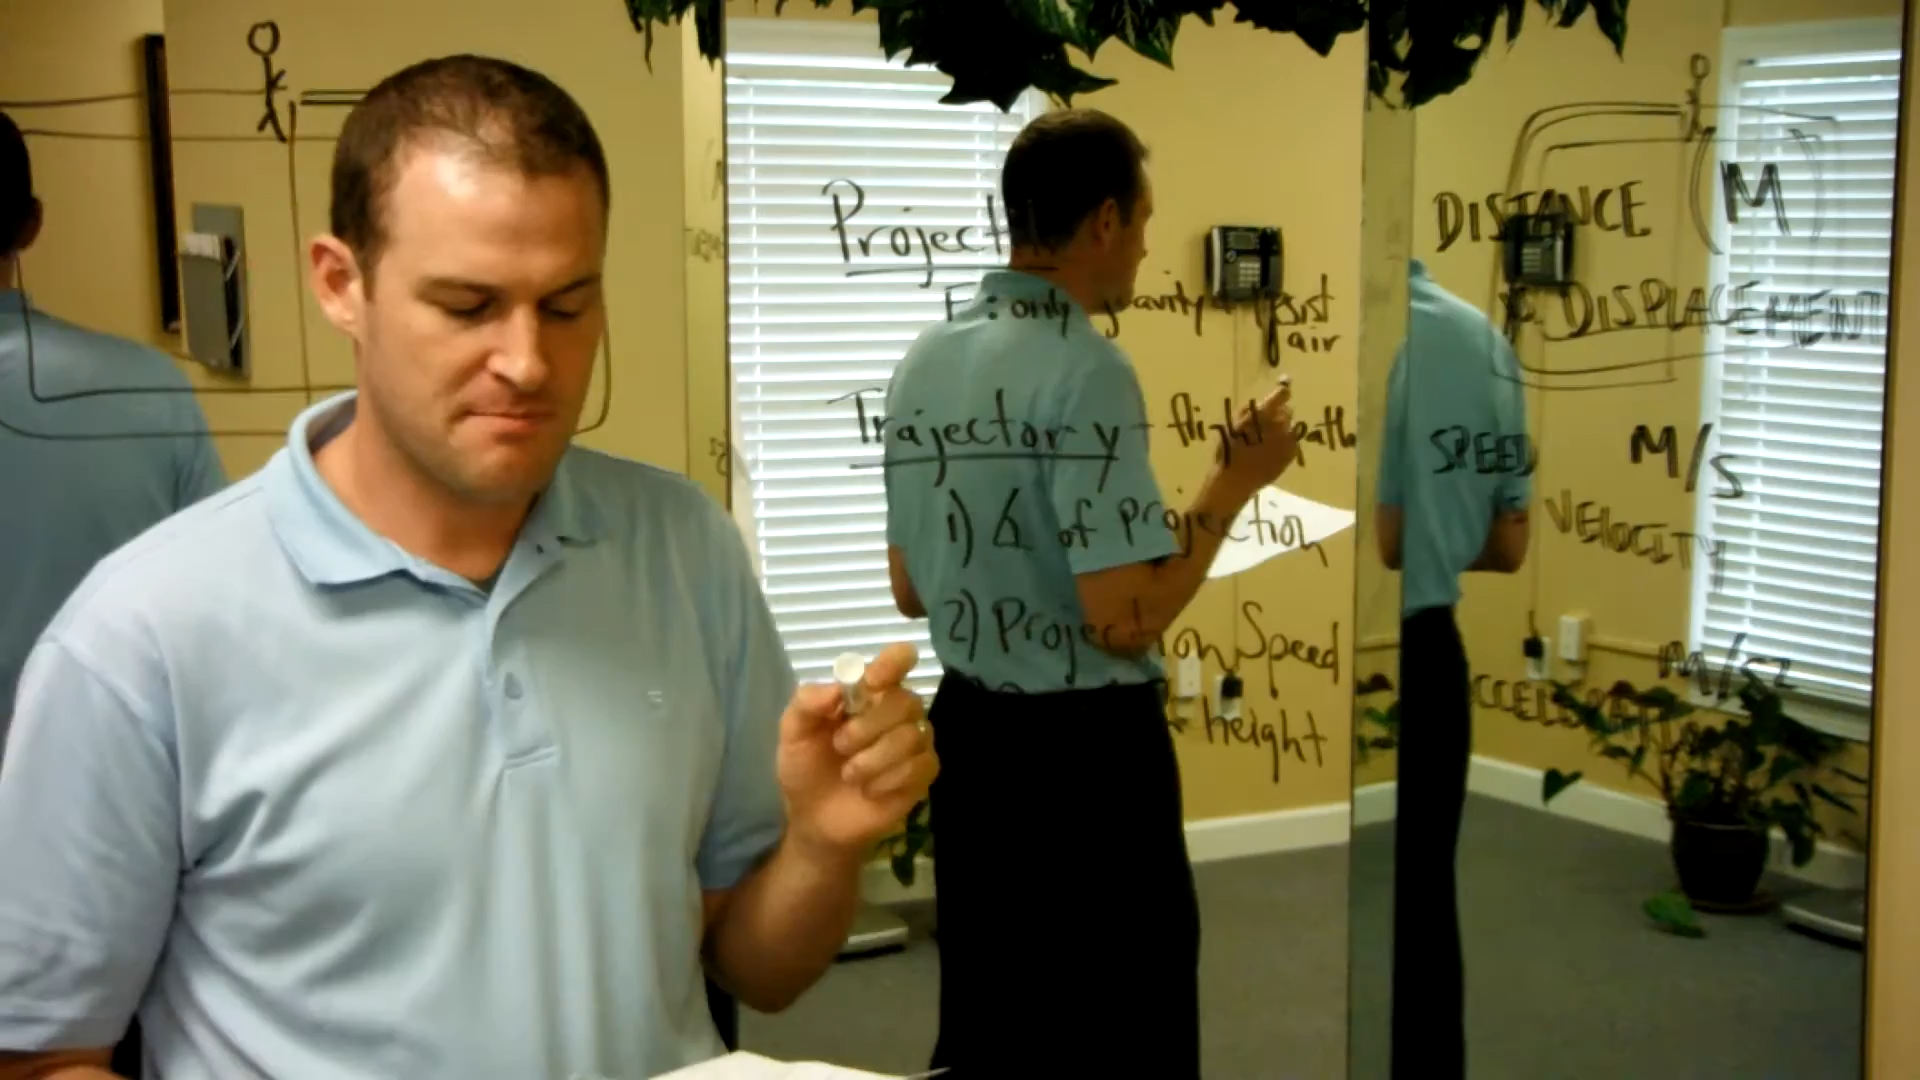 Project
F: only gravity + resist
air
Trajectory - flight path
1) ∡ of projection
2) Projection Speed
height
DISTANCE (M)
DISPLACEMENT
SPEED M/S
VELOCITY
M/S2